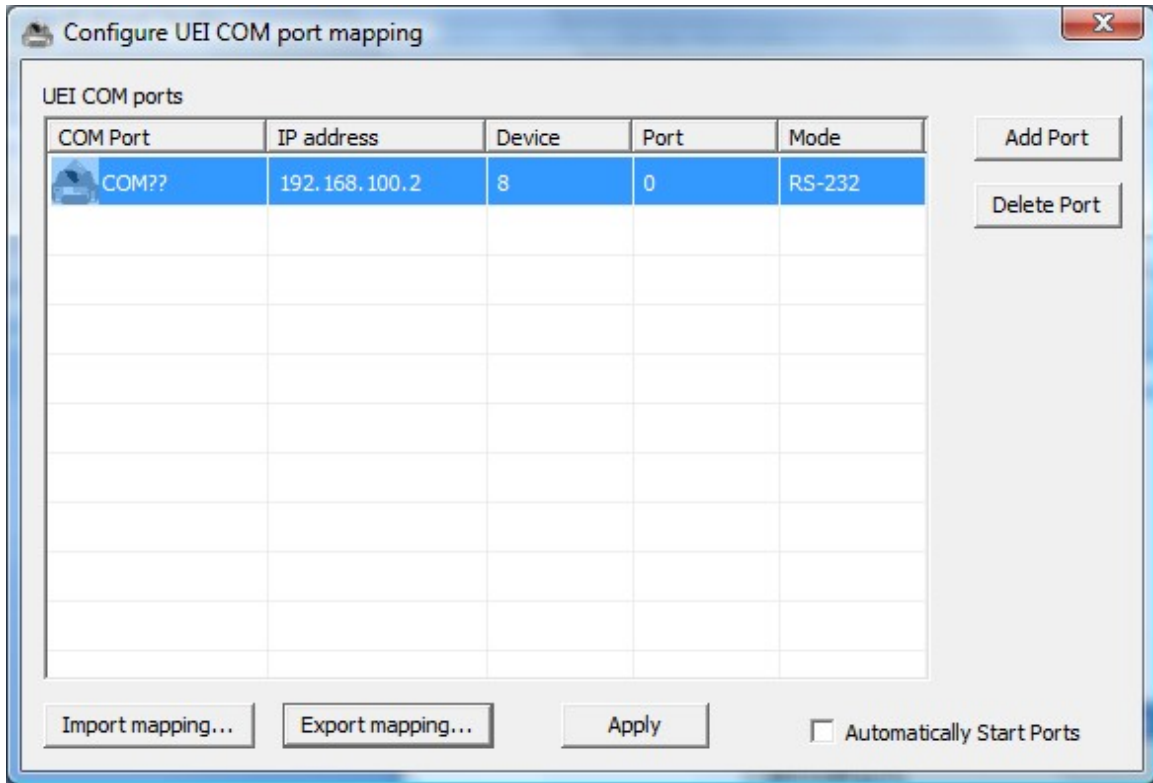 Configure UEI COM port mapping
X
UEI COM ports
COM Port IP address Device Port Mode
COM?? 192.168.100.2 8 0 RS-232
Add Port
Delete Port
Import mapping... Export mapping... Apply Automatically Start Ports